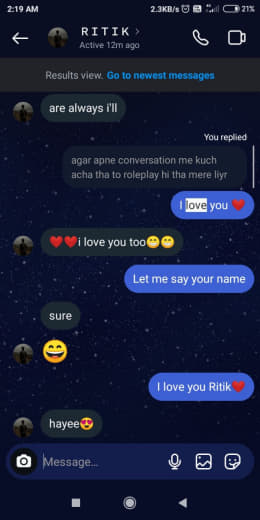 2:19 AM 2.3KB/s 21%
R I T I K >
Active 12m ago
Results view. Go to newest messages
are always i'll
You replied
agar apne conversation me kuch
acha tha to roleplay hi tha mere liyr
I love you ❤️
❤️❤️i love you too😁😁
Let me say your name
sure
😄
I love you Ritik❤️
hayee😍
Message...